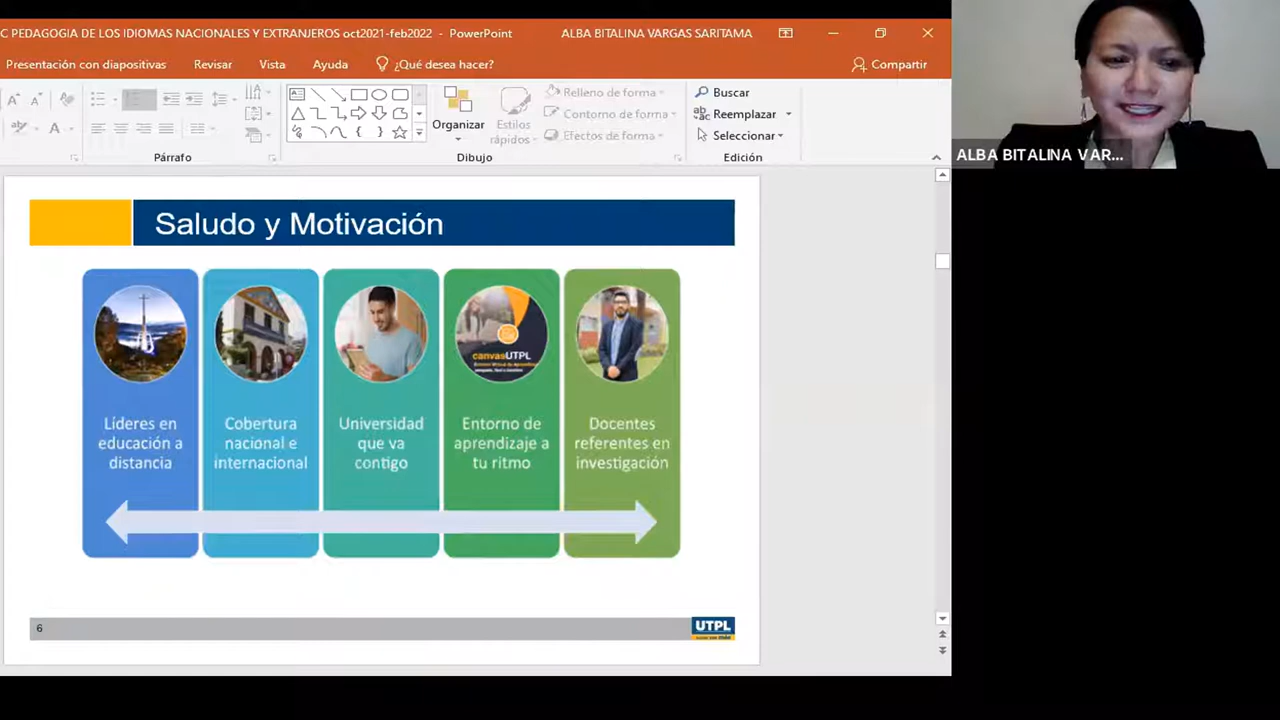 C PEDAGOGIA DE LOS IDIOMAS NACIONALES Y EXTRANJEROS oct2021-feb2022 - PowerPoint
ALBA BITALINA VARGAS SARITAMA
Presentación con diapositivas
Revisar
Vista
Ayuda
¿Qué desea hacer?
Compartir
Organizar
Estilos
rápidos
Relleno de forma
Contorno de forma
Efectos de forma
Buscar
Reemplazar
Seleccionar
Párrafo
Dibujo
Edición
ALBA BITALINA VAR...
Saludo y Motivación
canvasUTPL
Líderes en
educación a
distancia
Cobertura
nacional e
internacional
Universidad
que va
contigo
Entorno de
aprendizaje a
tu ritmo
Docentes
referentes en
investigación
6
UTPL